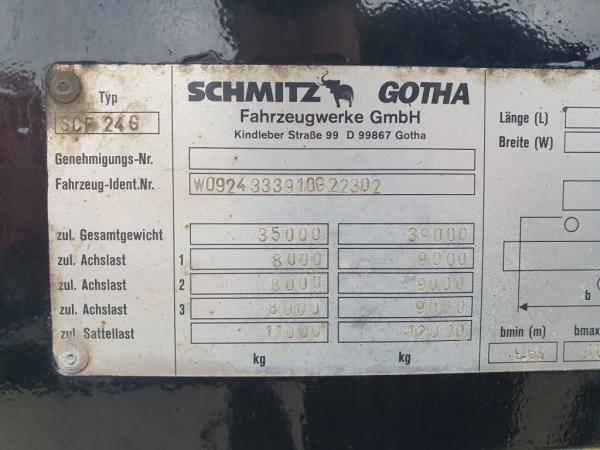 SCHMITZ GOTHA
Fahrzeugwerke GmbH
Kindleber Straße 99 D 99867 Gotha
Typ
SCF 24 G
Genehmigungs-Nr.
Fahrzeug-Ident.Nr. W0924333910G22302
zul. Gesamtgewicht 35000 39000
zul. Achslast 1 8000 9000
zul. Achslast 2 8000 9000
zul. Achslast 3 8000 9000
zul. Sattellast 11000 12000
kg kg
Länge (L)
Breite (W)
b
bmin (m) bmax